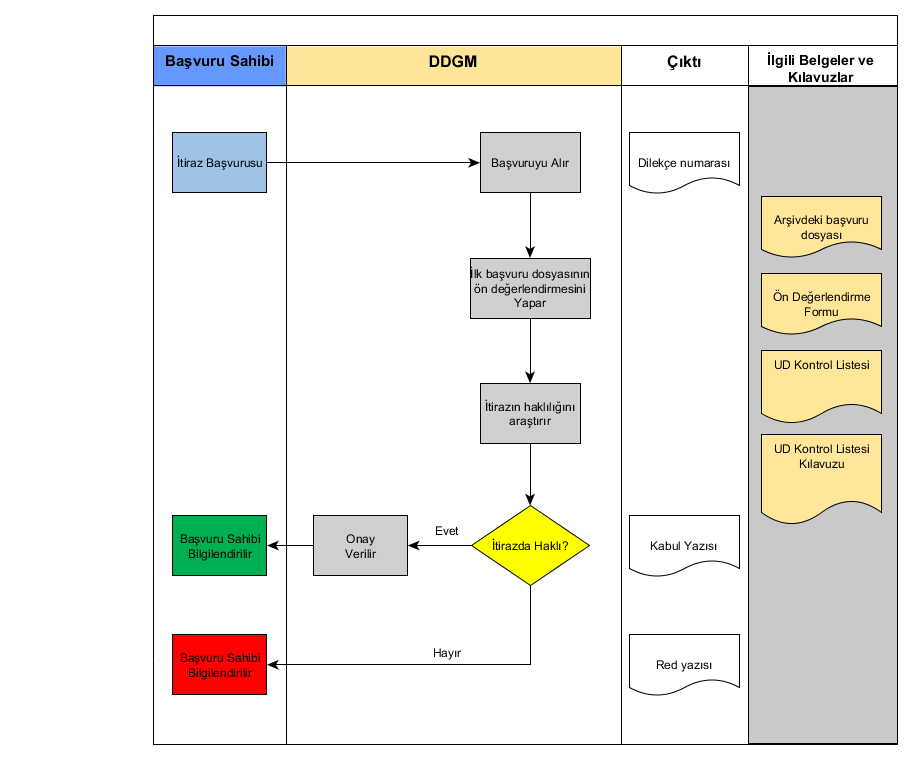 Başvuru Sahibi
DDGM
Çıktı
İlgili Belgeler ve
Kılavuzlar
İtiraz Başvurusu
Başvuruyu Alır
Dilekçe numarası
Arşivdeki başvuru
dosyası
İlk başvuru dosyasının
ön değerlendirmesini
Yapar
Ön Değerlendirme
Formu
UD Kontrol Listesi
İtirazın haklılığını
araştırır
UD Kontrol Listesi
Kılavuzu
Başvuru Sahibi
Bilgilendirilir
Onay
Verilir
Evet
İtirazda Haklı?
Kabul Yazısı
Başvuru Sahibi
Bilgilendirilir
Hayır
Red yazısı